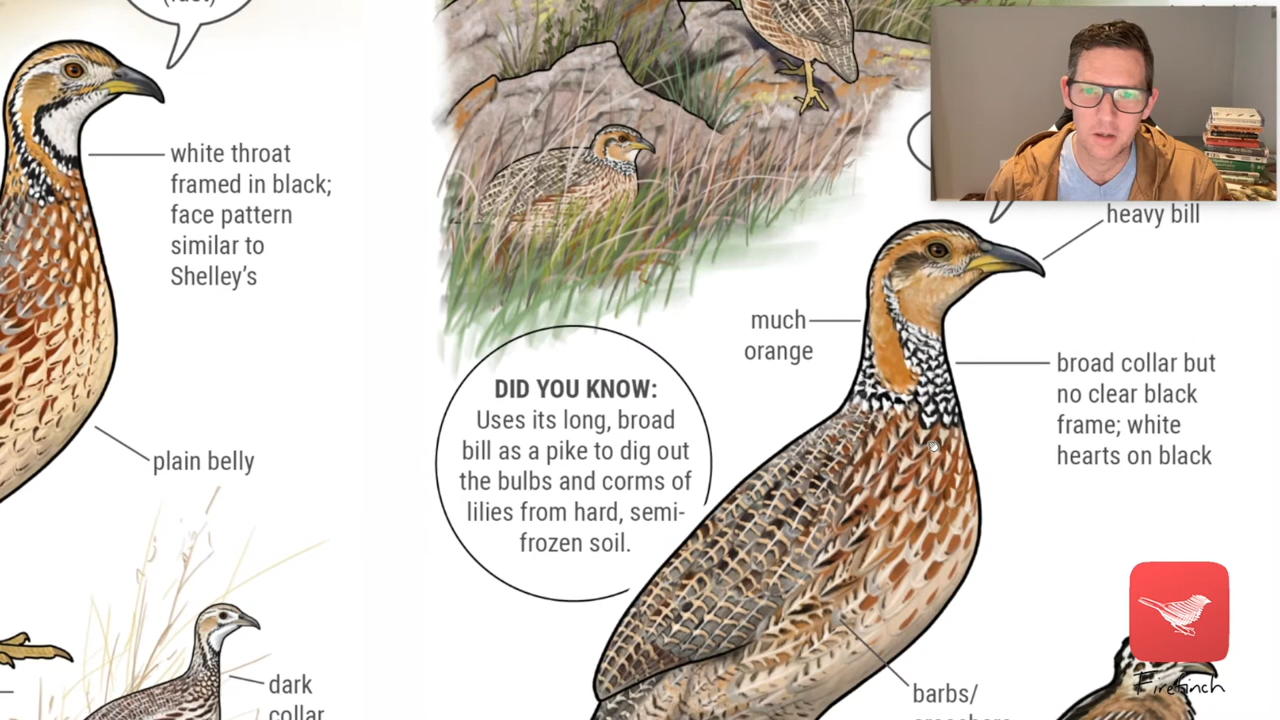 white throat
framed in black;
face pattern
similar to
Shelley's
plain belly
dark
collar
DID YOU KNOW:
Uses its long, broad
bill as a pike to dig out
the bulbs and corms of
lilies from hard, semi-
frozen soil.
much
orange
heavy bill
broad collar but
no clear black
frame; white
hearts on black
barbs/
Firefinch